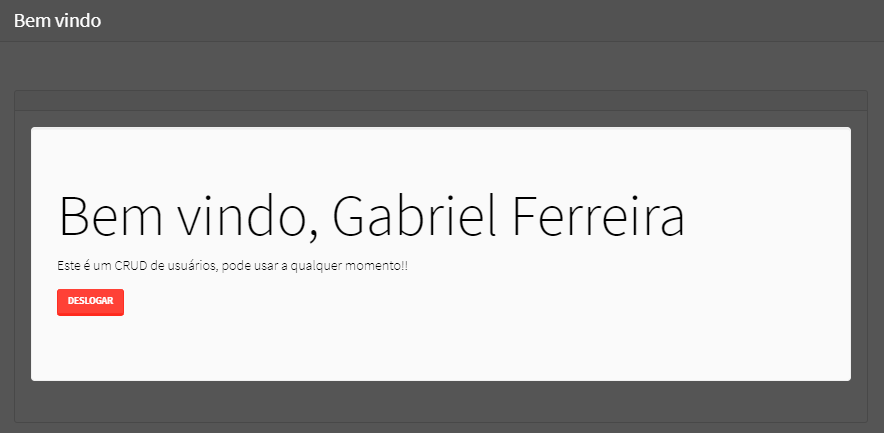 Bem vindo
Bem vindo, Gabriel Ferreira
Este é um CRUD de usuários, pode usar a qualquer momento!!
DESLOGAR